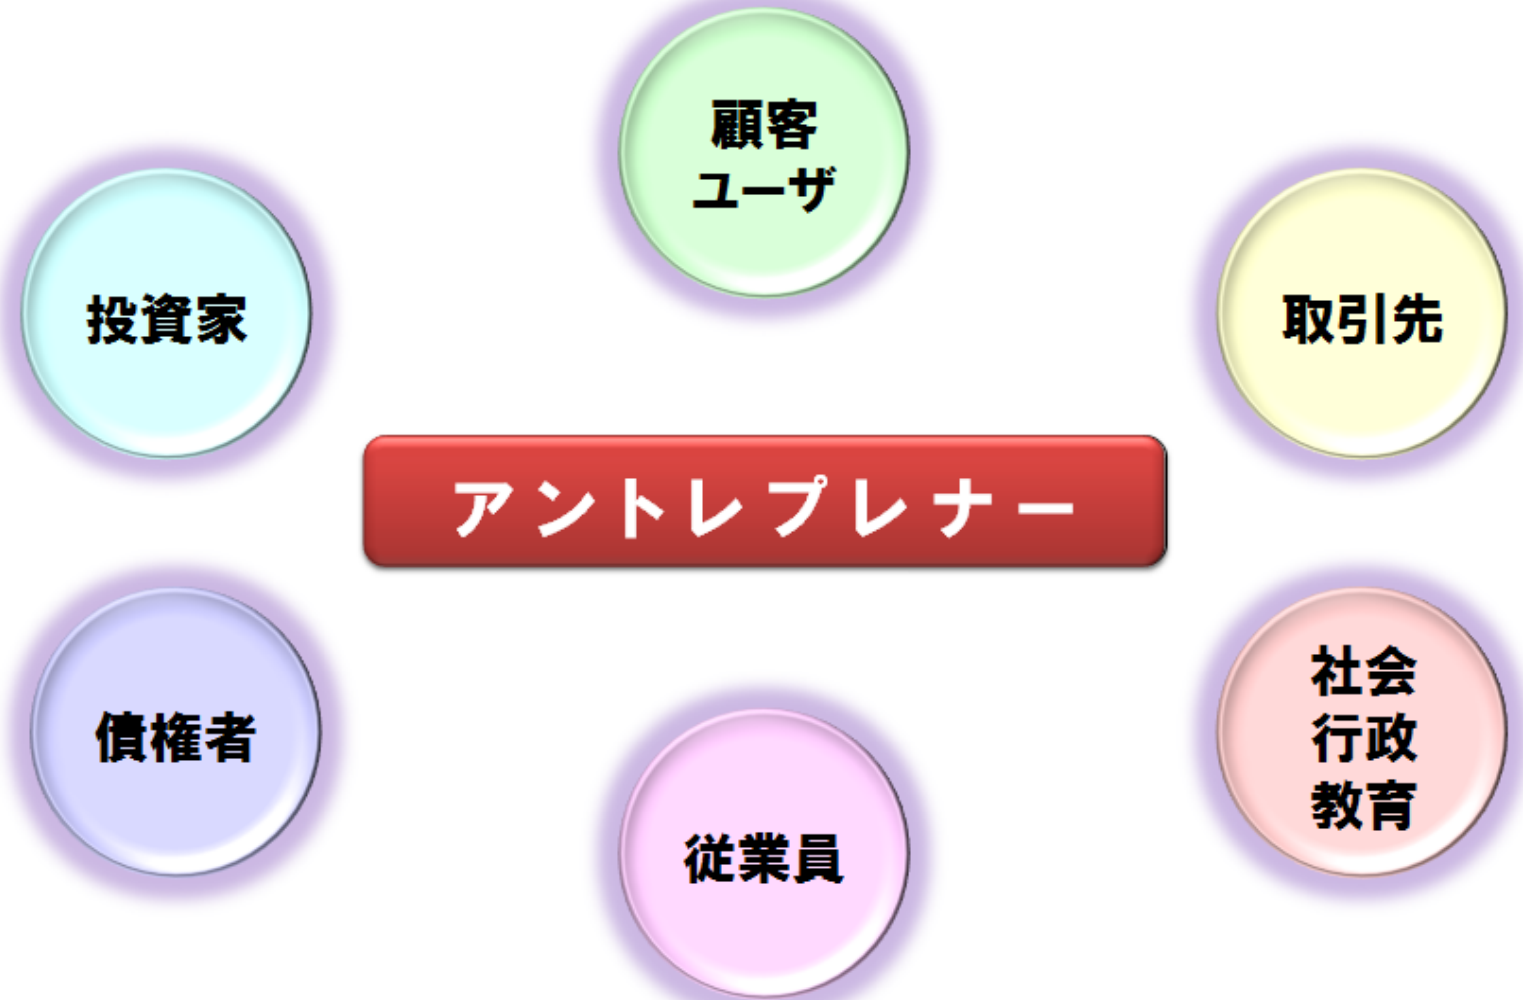 顧客
ユーザ
投資家
取引先
アントレプレナー
債権者
社会
行政
教育
従業員